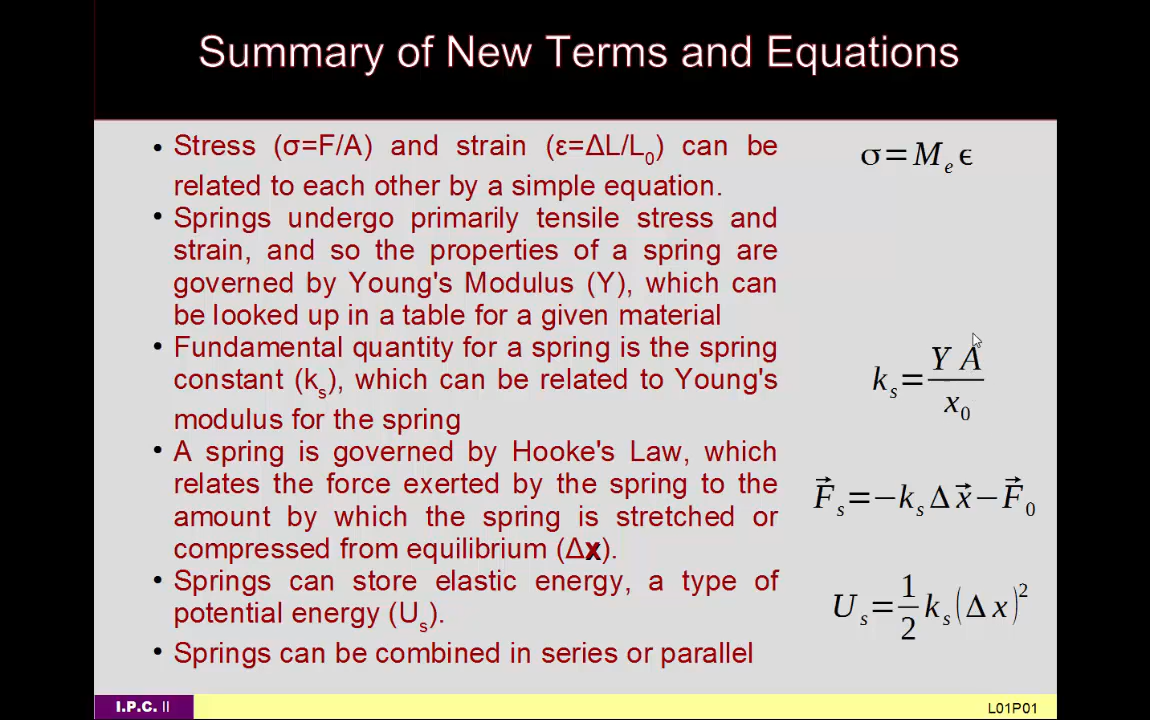 Summary of New Terms and Equations
• Stress (σ=F/A) and strain (ε=ΔL/L₀) can be
related to each other by a simple equation.
σ=Mₑ ϵ
• Springs undergo primarily tensile stress and
strain, and so the properties of a spring are
governed by Young's Modulus (Y), which can
be looked up in a table for a given material
• Fundamental quantity for a spring is the spring
constant (kₛ), which can be related to Young's
modulus for the spring
kₛ = Y A / x₀
• A spring is governed by Hooke's Law, which
relates the force exerted by the spring to the
amount by which the spring is stretched or
compressed from equilibrium (Δx).
F⃗ₛ=−kₛ Δ x⃗−F⃗₀
• Springs can store elastic energy, a type of
potential energy (Uₛ).
Uₛ = 1/2 kₛ (Δ x)²
• Springs can be combined in series or parallel
I.P.C. II
L01P01